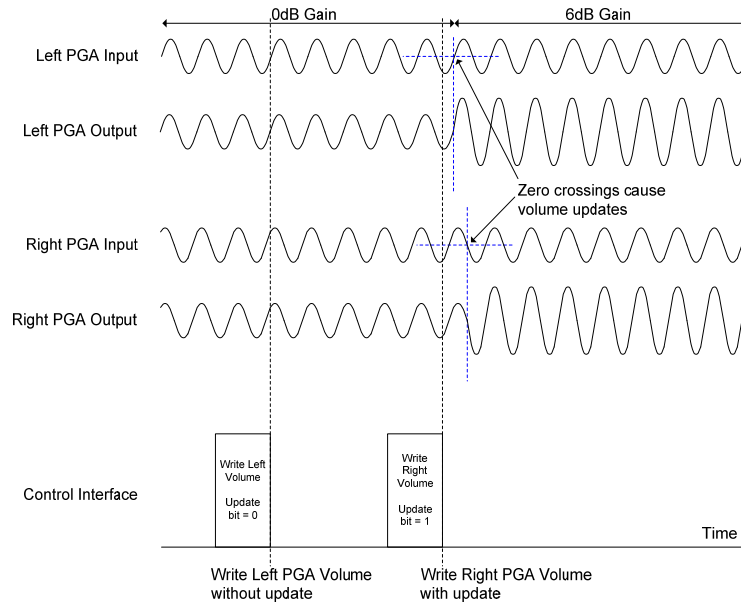 0dB Gain
6dB Gain
Left PGA Input
Left PGA Output
Zero crossings cause
volume updates
Right PGA Input
Right PGA Output
Write Left
Volume
Update
bit = 0
Write
Right
Volume
Update
bit = 1
Control Interface
Time
Write Left PGA Volume
without update
Write Right PGA Volume
with update